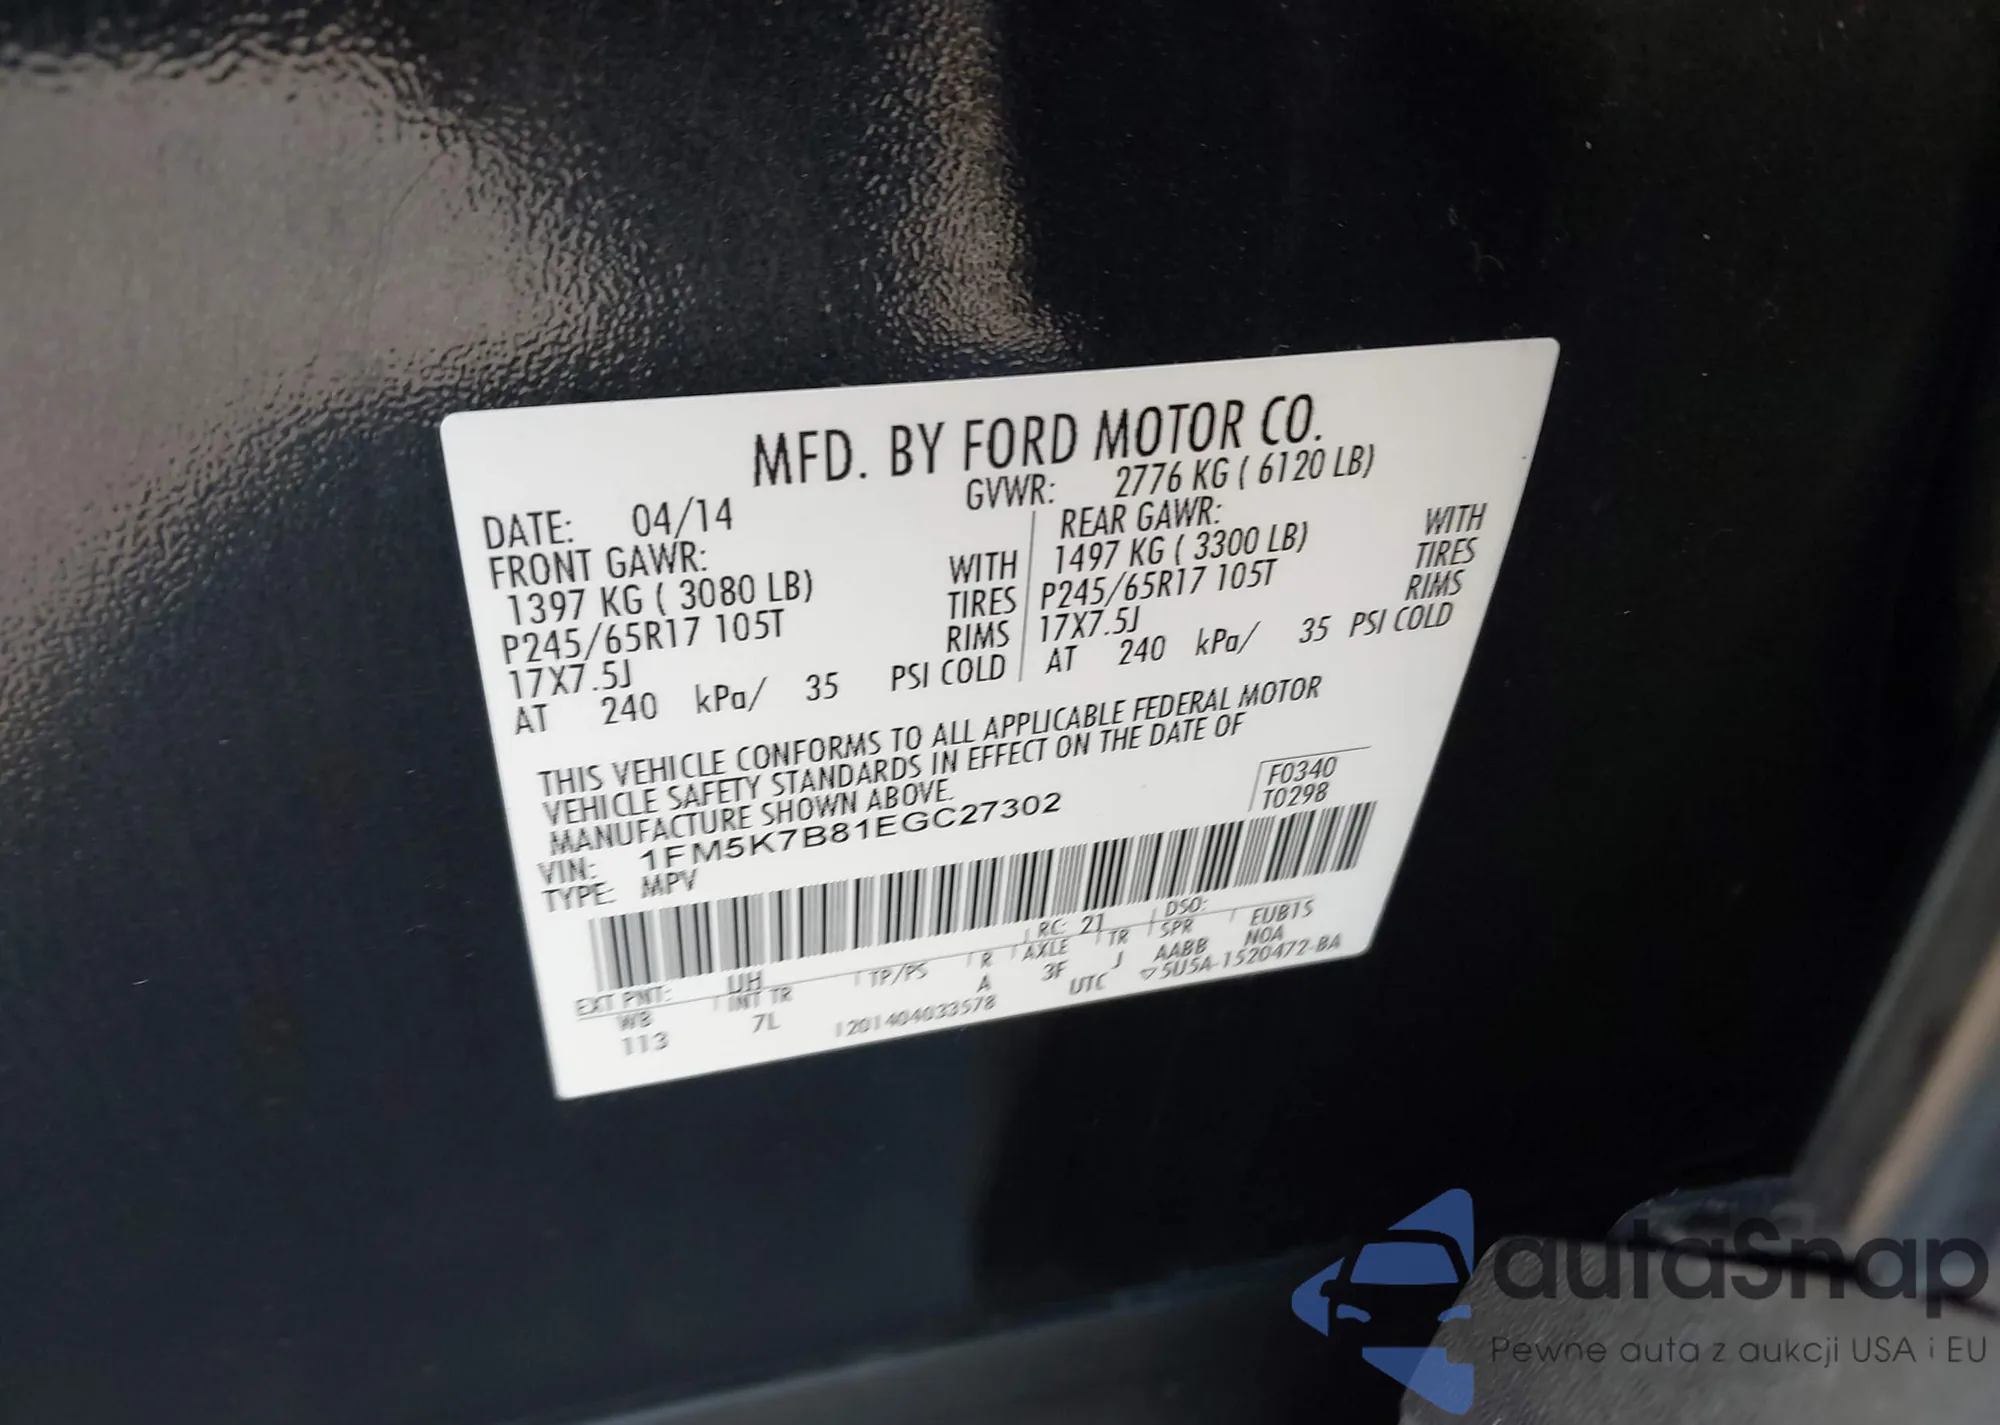 MFD. BY FORD MOTOR CO.
DATE: 04/14
GVWR: 2776 KG ( 6120 LB)
FRONT GAWR:
1397 KG ( 3080 LB) WITH
P245/65R17 105T TIRES
17X7.5J RIMS
AT 240 kPa/ 35 PSI COLD
REAR GAWR: WITH
1497 KG ( 3300 LB) TIRES
P245/65R17 105T RIMS
17X7.5J
AT 240 kPa/ 35 PSI COLD
THIS VEHICLE CONFORMS TO ALL APPLICABLE FEDERAL MOTOR
VEHICLE SAFETY STANDARDS IN EFFECT ON THE DATE OF
MANUFACTURE SHOWN ABOVE.
F0340
T0298
VIN: 1FM5K7B81EGC27302
TYPE: MPV
EXT PNT: UH RC: 21 DSO: EUB15
WB INT TR TP/PS R AXLE TR SPR NOA
113 7L A 3F J AABB
1201404033578 UTC ▽5U5A-1520472-BA
autaSnap
Pewne auta z aukcji USA i EU